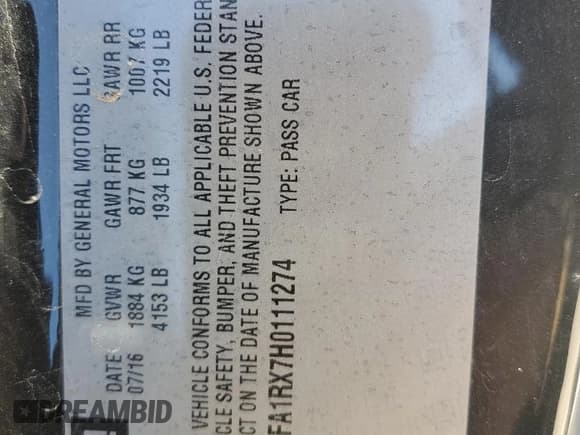 MFD BY GENERAL MOTORS LLC
DATE GVWR GAWR FRT GAWR RR
07/16 1884 KG 877 KG 1007 KG
4153 LB 1934 LB 2219 LB
VEHICLE CONFORMS TO ALL APPLICABLE U.S. FEDER
CLE SAFETY, BUMPER, AND THEFT PREVENTION STAN
CT ON THE DATE OF MANUFACTURE SHOWN ABOVE.
FA1RX7H0111274 TYPE: PASS CAR
DREAMBID